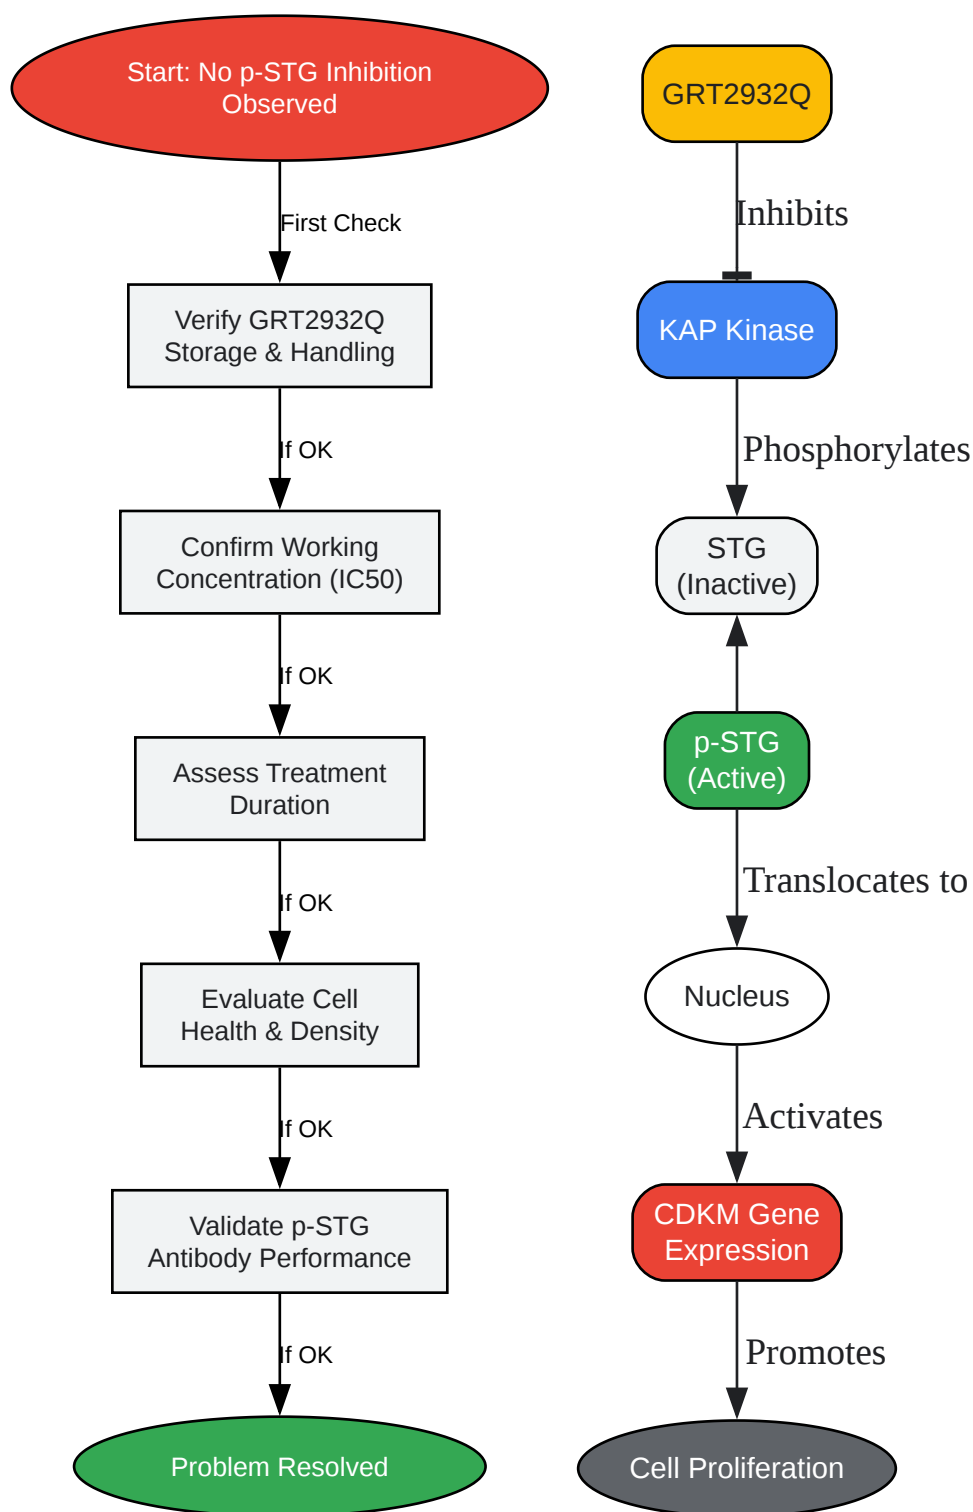 Start: No p-STG Inhibition
Observed
First Check
Verify GRT2932Q
Storage & Handling
If OK
Confirm Working
Concentration (IC50)
If OK
Assess Treatment
Duration
If OK
Evaluate Cell
Health & Density
If OK
Validate p-STG
Antibody Performance
If OK
Problem Resolved
GRT2932Q
Inhibits
KAP Kinase
Phosphorylates
STG
(Inactive)
p-STG
(Active)
Translocates to
Nucleus
Activates
CDKM Gene
Expression
Promotes
Cell Proliferation